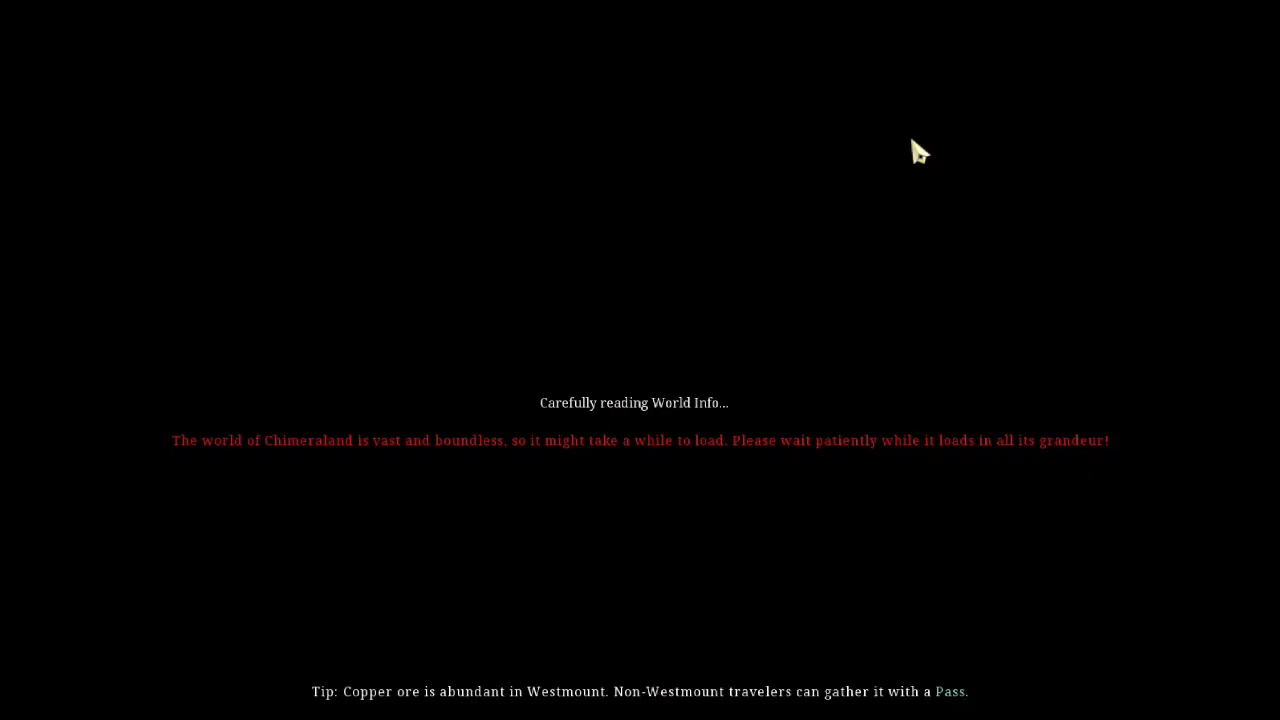 Carefully reading World Info...
The world of Chimeraland is vast and boundless, so it might take a while to load. Please wait patiently while it loads in all its grandeur!
Tip: Copper ore is abundant in Westmount. Non-Westmount travelers can gather it with a Pass.